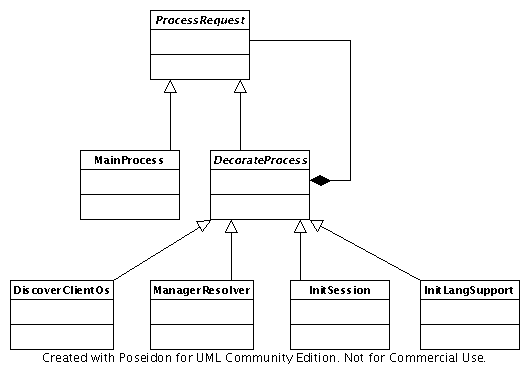 ProcessRequest
MainProcess
DecorateProcess
DiscoverClientOs
ManagerResolver
InitSession
InitLangSupport
Created with Poseidon for UML Community Edition. Not for Commercial Use.